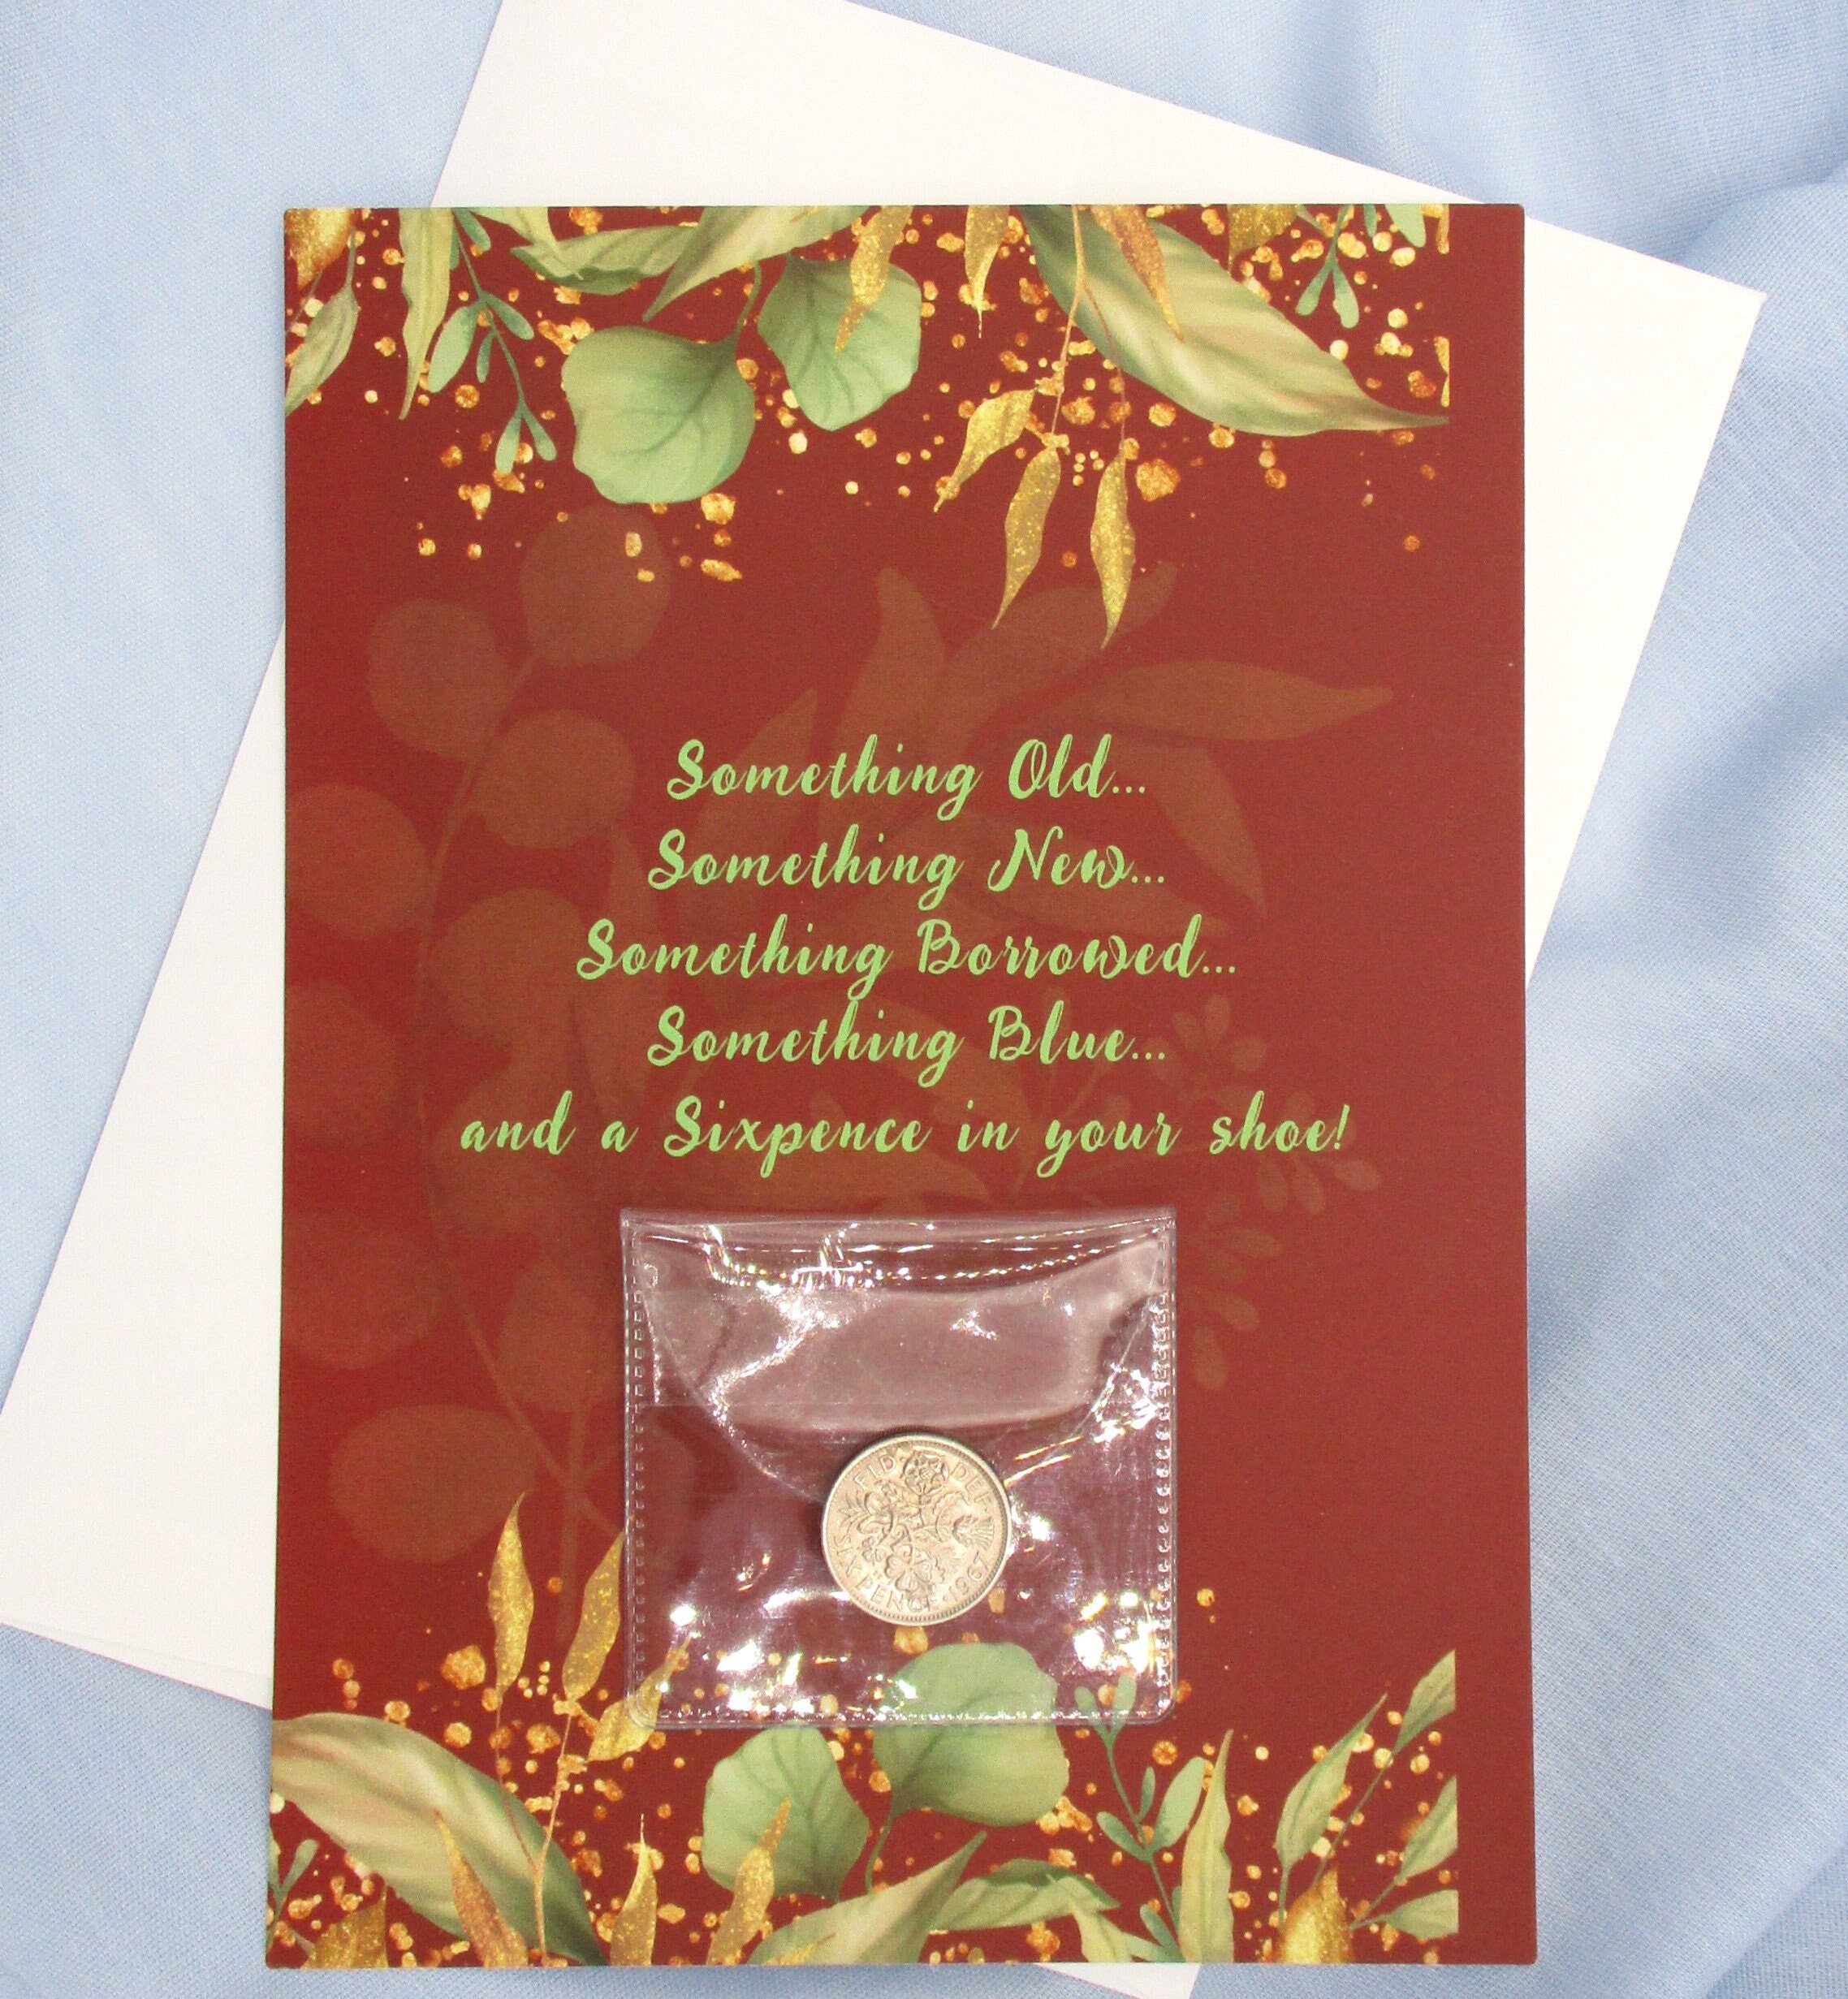 Something Old...
Something New...
Something Borrowed...
Something Blue...
and a Sixpence in your shoe!
FID · DEF ·
SIXPENCE · 1967